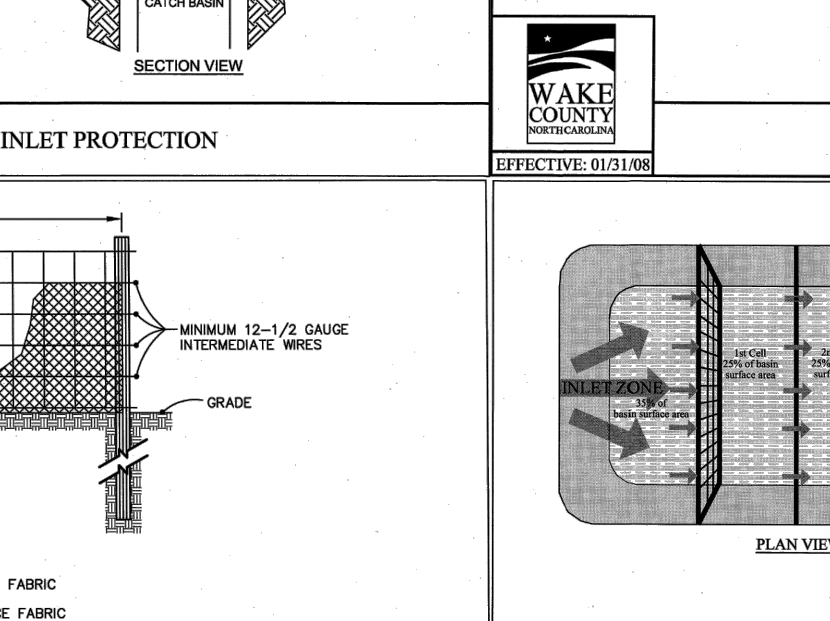 CATCH BASIN
SECTION VIEW
INLET PROTECTION
WAKE
COUNTY
NORTH CAROLINA
EFFECTIVE: 01/31/08
MINIMUM 12-1/2 GAUGE
INTERMEDIATE WIRES
GRADE
FABRIC
FABRIC
INLET ZONE
35% of
basin surface area
1st Cell
25% of basin
surface area
25%
PLAN VIEW